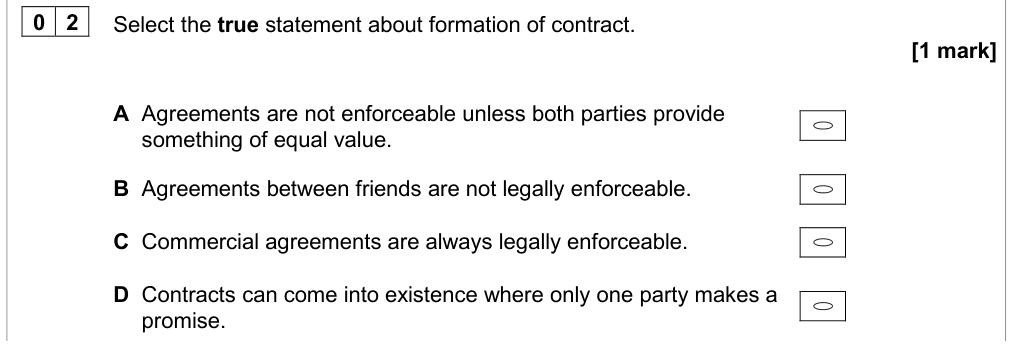 0 2 Select the true statement about formation of contract.
[1 mark]
A Agreements are not enforceable unless both parties provide
something of equal value.
B Agreements between friends are not legally enforceable.
C Commercial agreements are always legally enforceable.
D Contracts can come into existence where only one party makes a
promise.